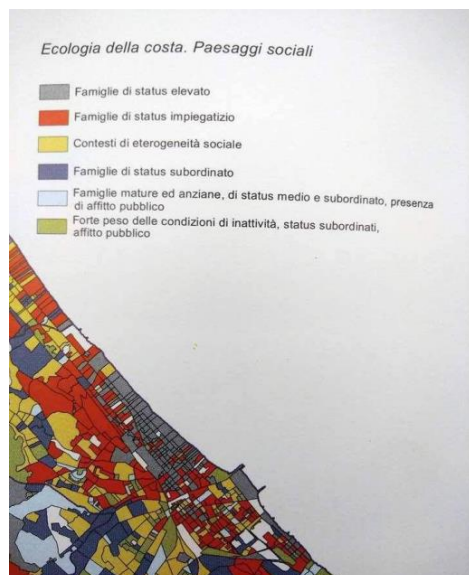 Ecologia della costa. Paesaggi sociali
Famiglie di status elevato
Famiglie di status impiegatizio
Contesti di eterogeneità sociale
Famiglie di status subordinato
Famiglie mature ed anziane, di status medio e subordinato, presenza
di affitto pubblico
Forte peso delle condizioni di inattività, status subordinati,
affitto pubblico